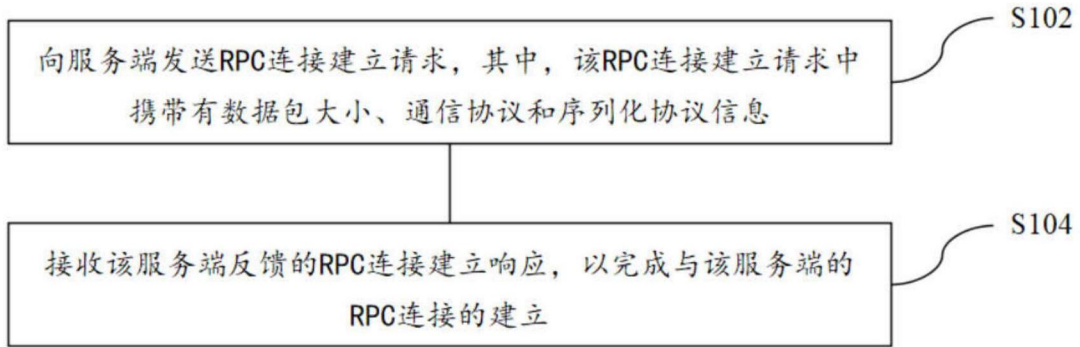 S102
向服务端发送RPC连接建立请求，其中，该RPC连接建立请求中
携带有数据包大小、通信协议和序列化协议信息
S104
接收该服务端反馈的RPC连接建立响应，以完成与该服务端的
RPC连接的建立